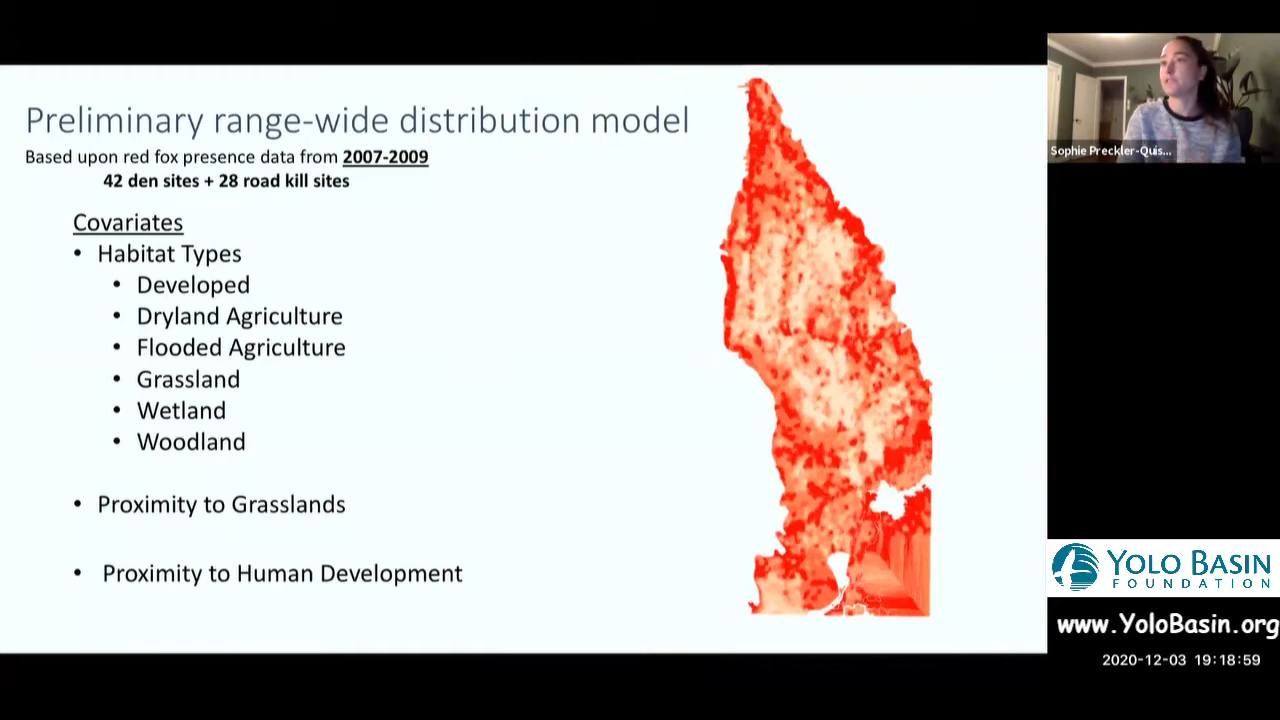 Preliminary range-wide distribution model
Based upon red fox presence data from 2007-2009
42 den sites + 28 road kill sites
Covariates
• Habitat Types
• Developed
• Dryland Agriculture
• Flooded Agriculture
• Grassland
• Wetland
• Woodland
• Proximity to Grasslands
• Proximity to Human Development
Sophie Preckler-Quis...
YOLO BASIN
FOUNDATION
www.YoloBasin.org
2020-12-03 19:18:59